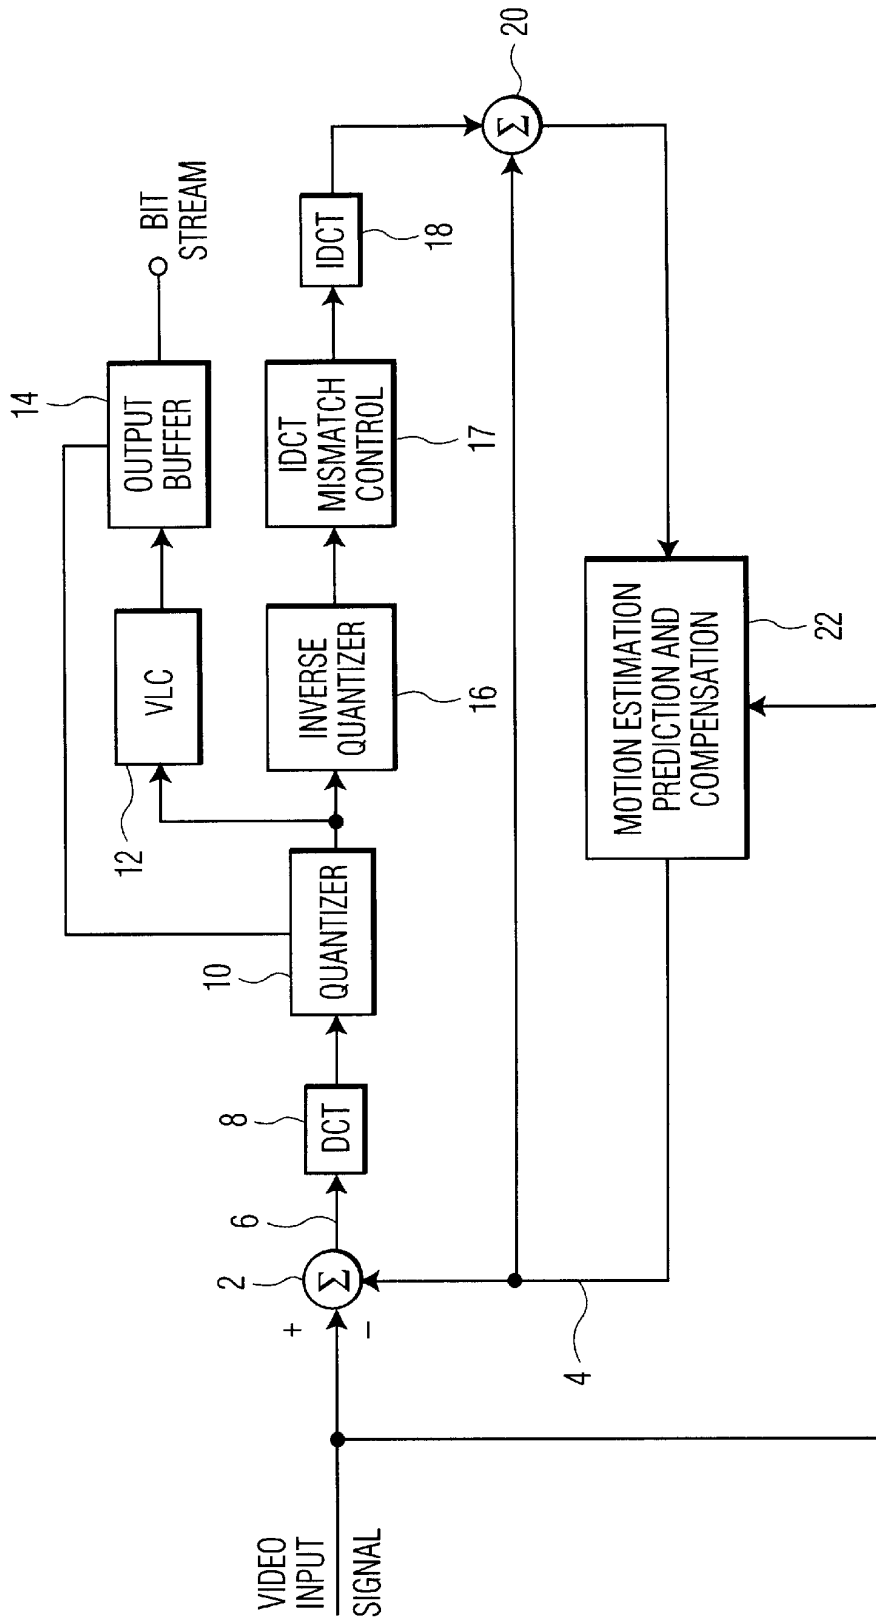 VIDEO
INPUT
SIGNAL
+
−
Σ
2
4
6
8
DCT
10
QUANTIZER
12
VLC
14
OUTPUT
BUFFER
BIT
STREAM
INVERSE
QUANTIZER
16
IDCT
MISMATCH
CONTROL
17
IDCT
18
Σ
20
MOTION ESTIMATION
PREDICTION AND
COMPENSATION
22